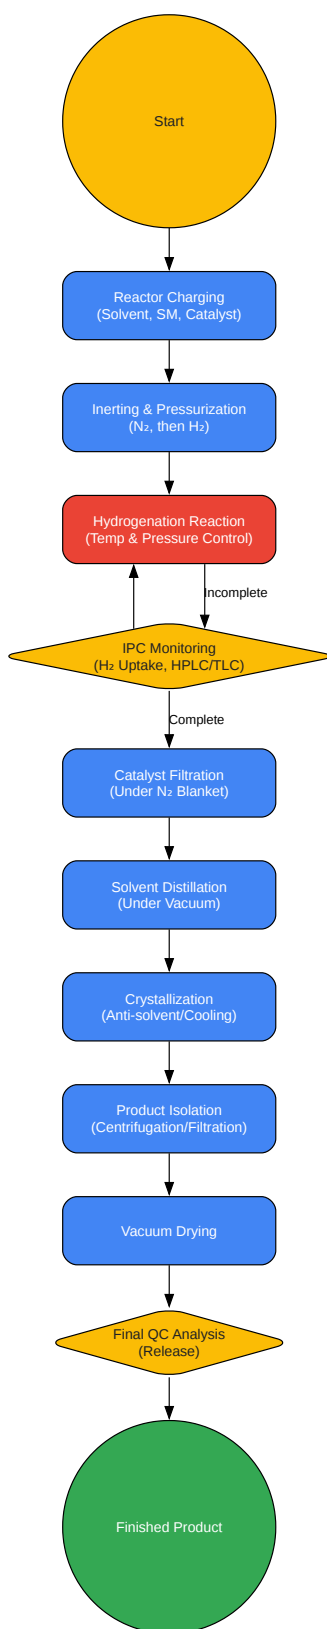 Start
Reactor Charging
(Solvent, SM, Catalyst)
Inerting & Pressurization
(N₂, then H₂)
Hydrogenation Reaction
(Temp & Pressure Control)
Incomplete
IPC Monitoring
(H₂ Uptake, HPLC/TLC)
Complete
Catalyst Filtration
(Under N₂ Blanket)
Solvent Distillation
(Under Vacuum)
Crystallization
(Anti-solvent/Cooling)
Product Isolation
(Centrifugation/Filtration)
Vacuum Drying
Final QC Analysis
(Release)
Finished Product